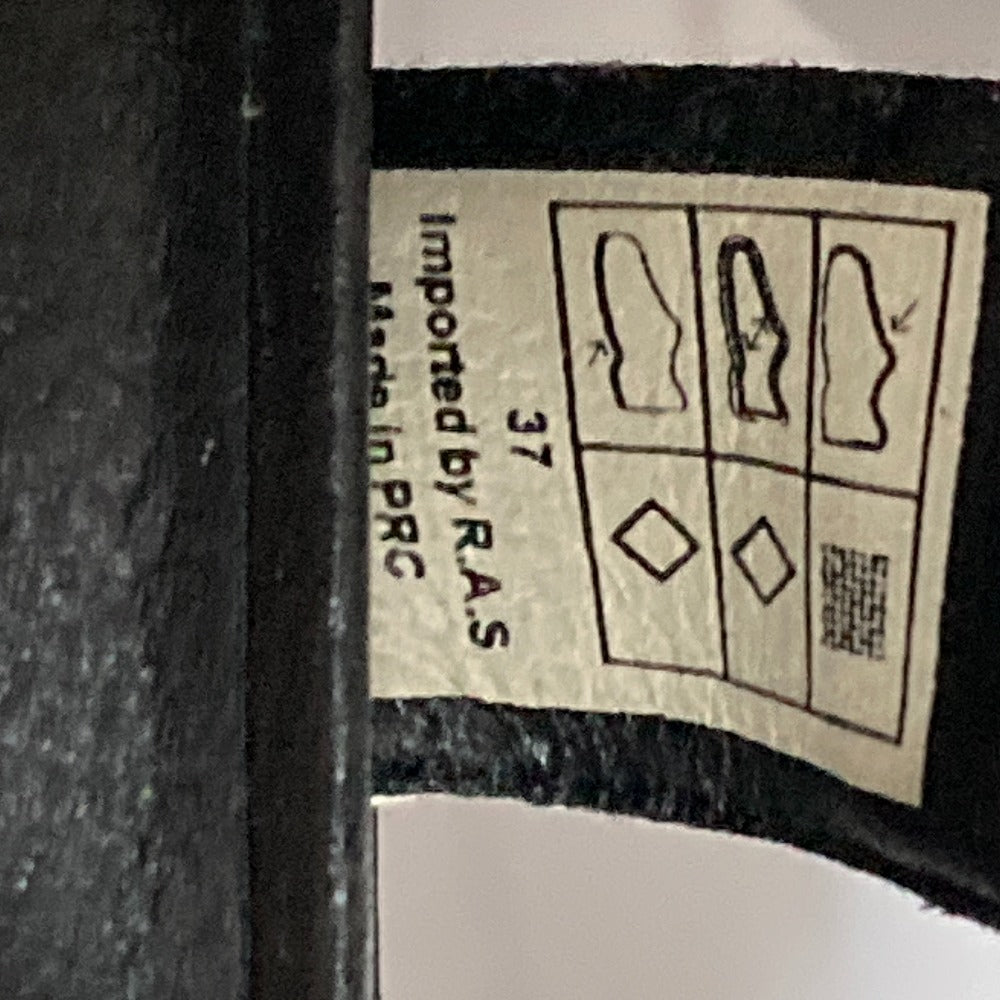 37
Imported by R.A.S
Made in PRC